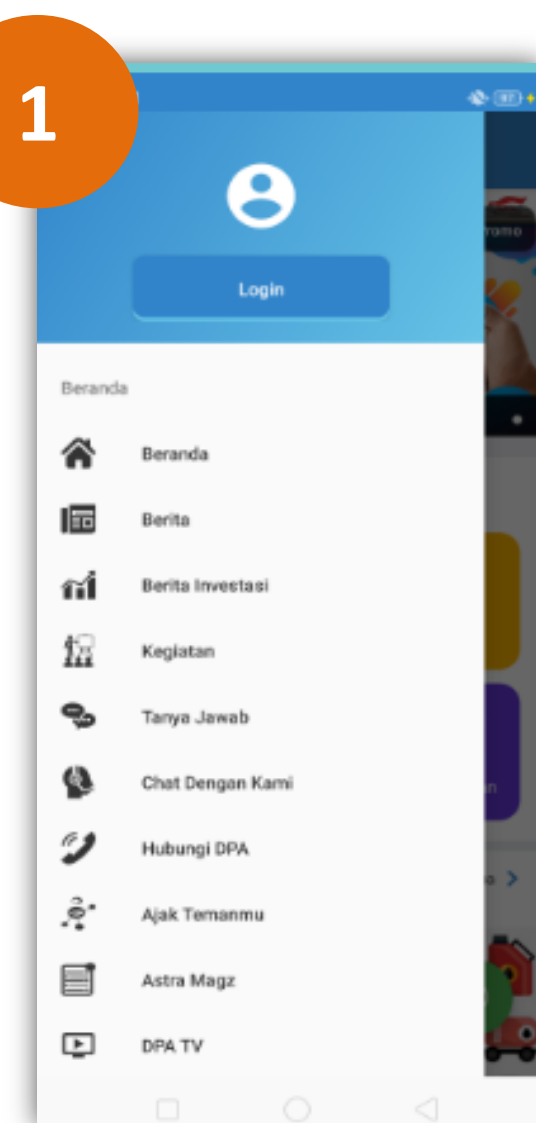 1
Login
Beranda
Beranda
Berita
Berita Investasi
Kegiatan
Tanya Jawab
Chat Dengan Kami
Hubungi DPA
Ajak Temanmu
Astra Magz
DPA TV